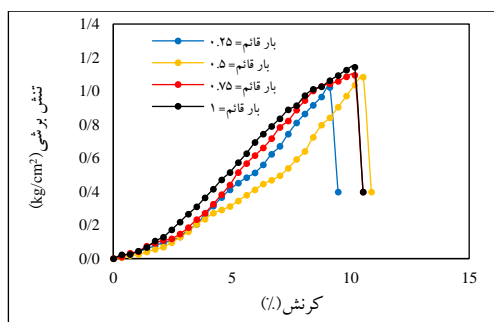 1/4
1/2
1/0
0/8
0/6
0/4
0/2
0/0
تنش برشی (kg/cm²)
بار قائم= ۰.۲۵
بار قائم= ۰.۵
بار قائم= ۰.۷۵
بار قائم= ۱
0
5
10
15
کرنش(٪)